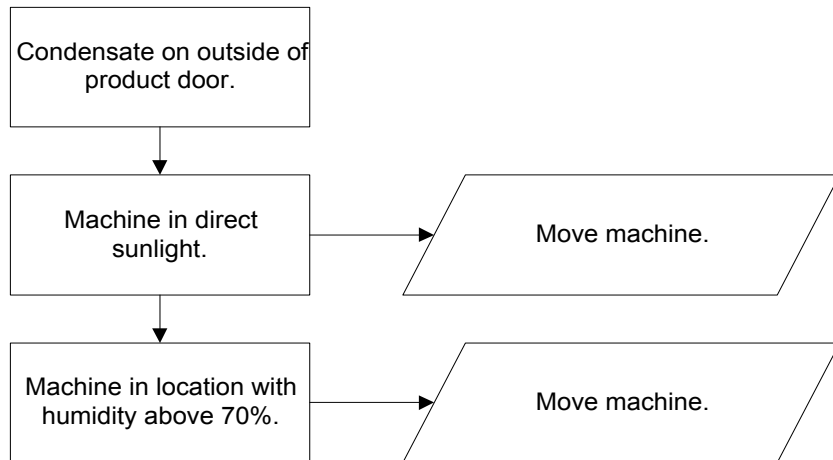 Condensate on outside of
product door.
Machine in direct
sunlight.
Move machine.
Machine in location with
humidity above 70%.
Move machine.